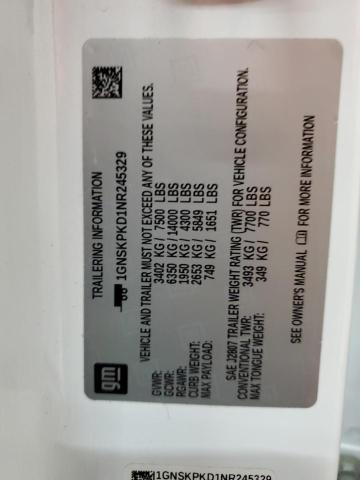 gm
TRAILERING INFORMATION
1GNSKPKD1NR245329
VEHICLE AND TRAILER MUST NOT EXCEED ANY OF THESE VALUES.
GVWR: 3402 KG / 7500 LBS
GCWR: 6350 KG / 14000 LBS
RGAWR: 1950 KG / 4300 LBS
CURB WEIGHT: 2653 KG / 5849 LBS
MAX PAYLOAD: 749 KG / 1651 LBS
SAE J2807 TRAILER WEIGHT RATING (TWR) FOR VEHICLE CONFIGURATION.
CONVENTIONAL TWR: 3493 KG / 7700 LBS
MAX TONGUE WEIGHT: 349 KG / 770 LBS
SEE OWNER'S MANUAL FOR MORE INFORMATION
1GNSKPKD1NR245329